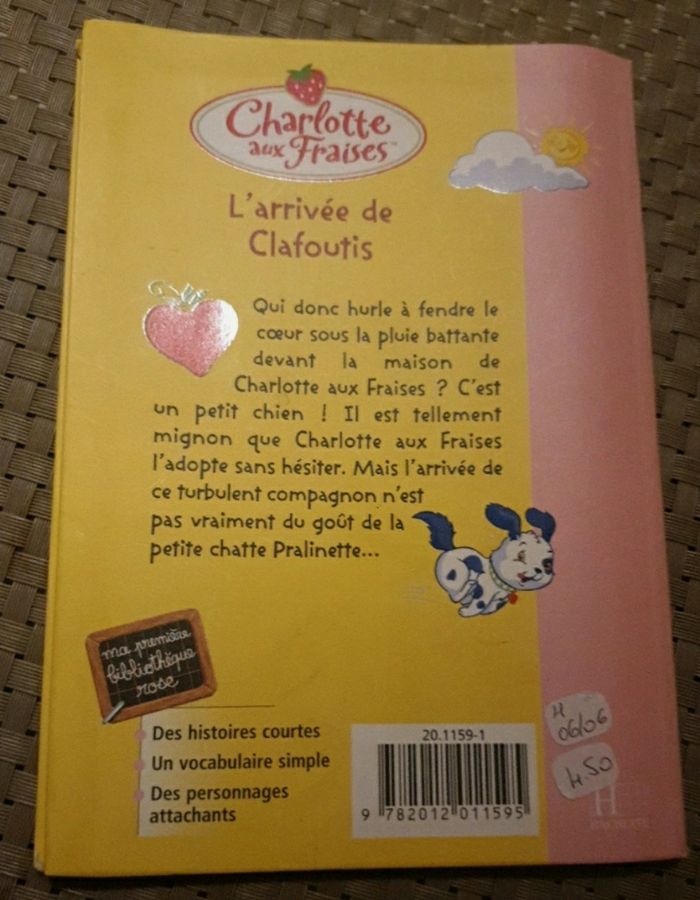 Charlotte
aux Fraises™
L'arrivée de
Clafoutis
Qui donc hurle à fendre le
cœur sous la pluie battante
devant la maison de
Charlotte aux Fraises ? C'est
un petit chien ! Il est tellement
mignon que Charlotte aux Fraises
l'adopte sans hésiter. Mais l'arrivée de
ce turbulent compagnon n'est
pas vraiment du goût de la
petite chatte Pralinette...
ma première
bibliothèque
rose
Des histoires courtes
Un vocabulaire simple
Des personnages
attachants
20.1159-1
9 782012 011595
H
06/06
4.50
H
HACHETTE